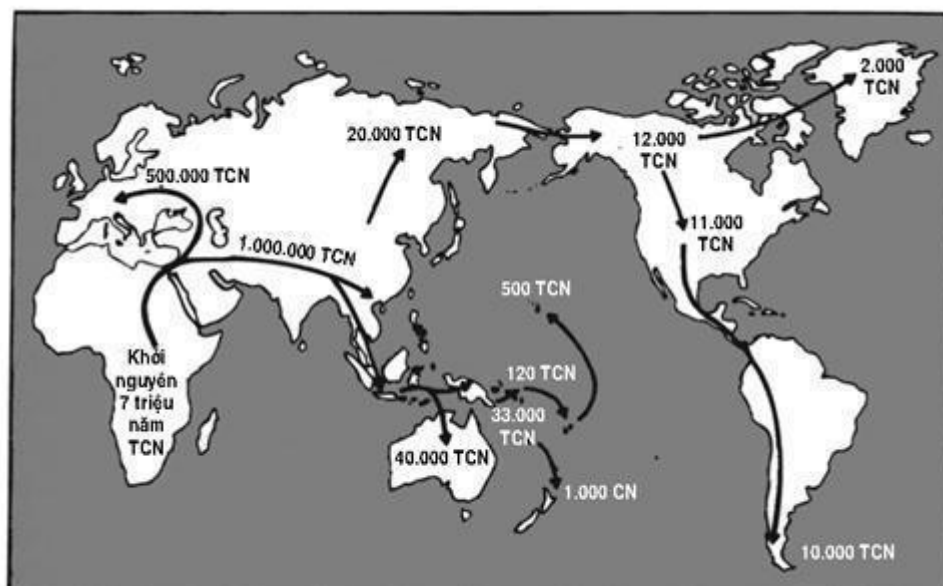 2.000
TCN
20.000 TCN
12.000
TCN
500.000 TCN
11.000
TCN
1.000.000 TCN
500 TCN
Khởi
nguyên
7 triệu
năm
TCN
120 TCN
33.000
TCN
40.000 TCN
1.000 CN
10.000 TCN